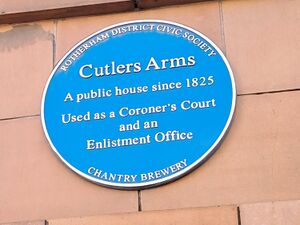 ROTHERHAM DISTRICT CIVIC SOCIETY
Cutlers Arms
A public house since 1825
Used as a Coroner's Court
and an
Enlistment Office
CHANTRY BREWERY